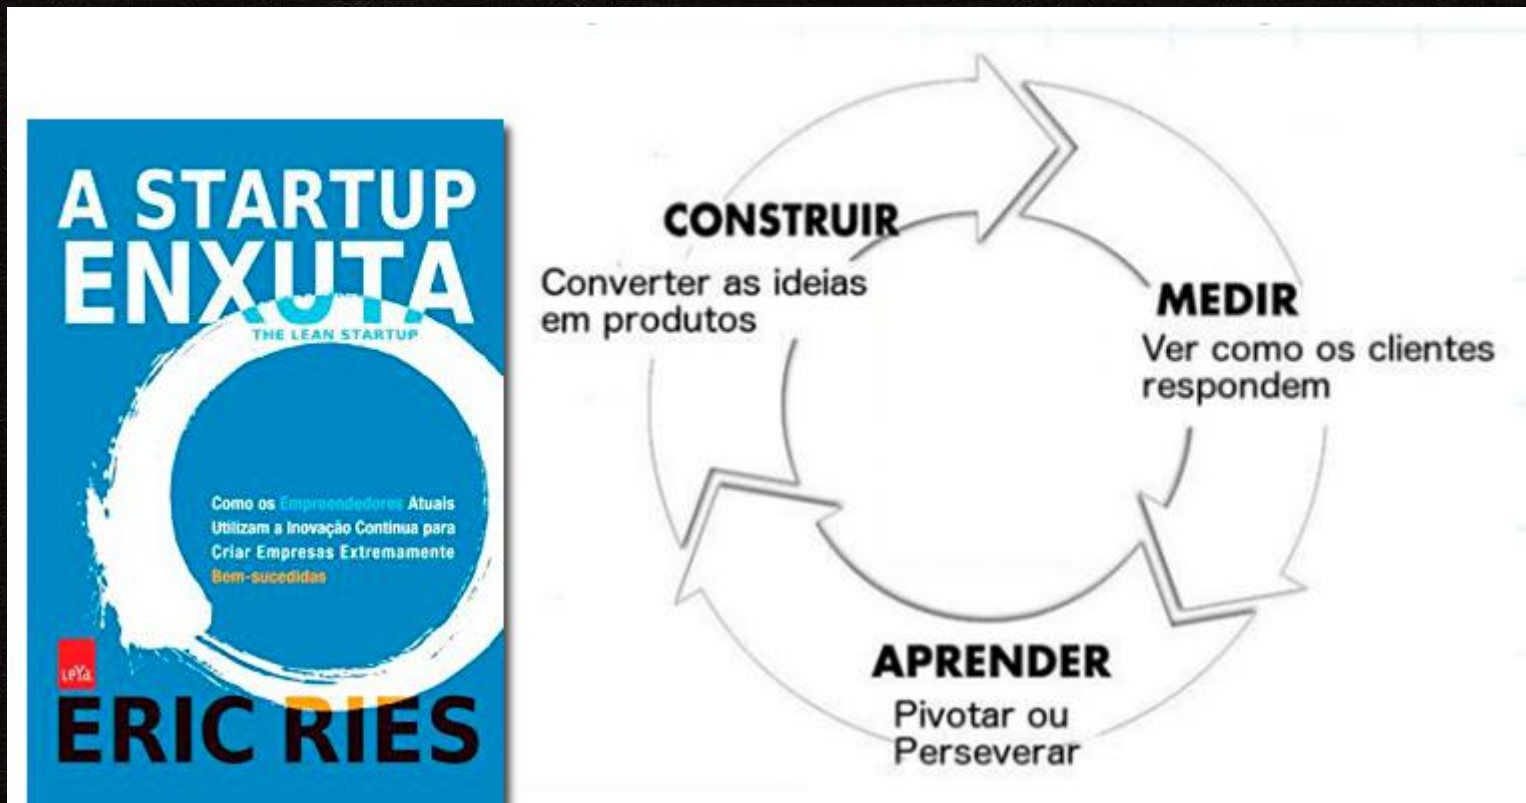 A STARTUP
ENXUTA
THE LEAN STARTUP
Como os Empreendedores Atuais
Utilizam a Inovação Contínua para
Criar Empresas Extremamente
Bem-sucedidas
LeYa
ERIC RIES
CONSTRUIR
Converter as ideias
em produtos
MEDIR
Ver como os clientes
respondem
APRENDER
Pivotar ou
Perseverar